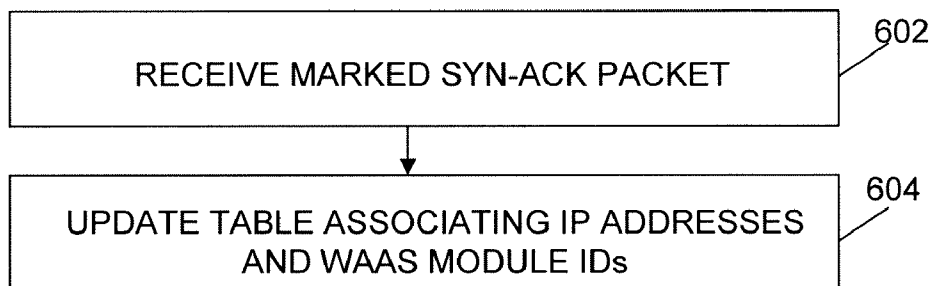 602
RECEIVE MARKED SYN-ACK PACKET
604
UPDATE TABLE ASSOCIATING IP ADDRESSES
AND WAAS MODULE IDs